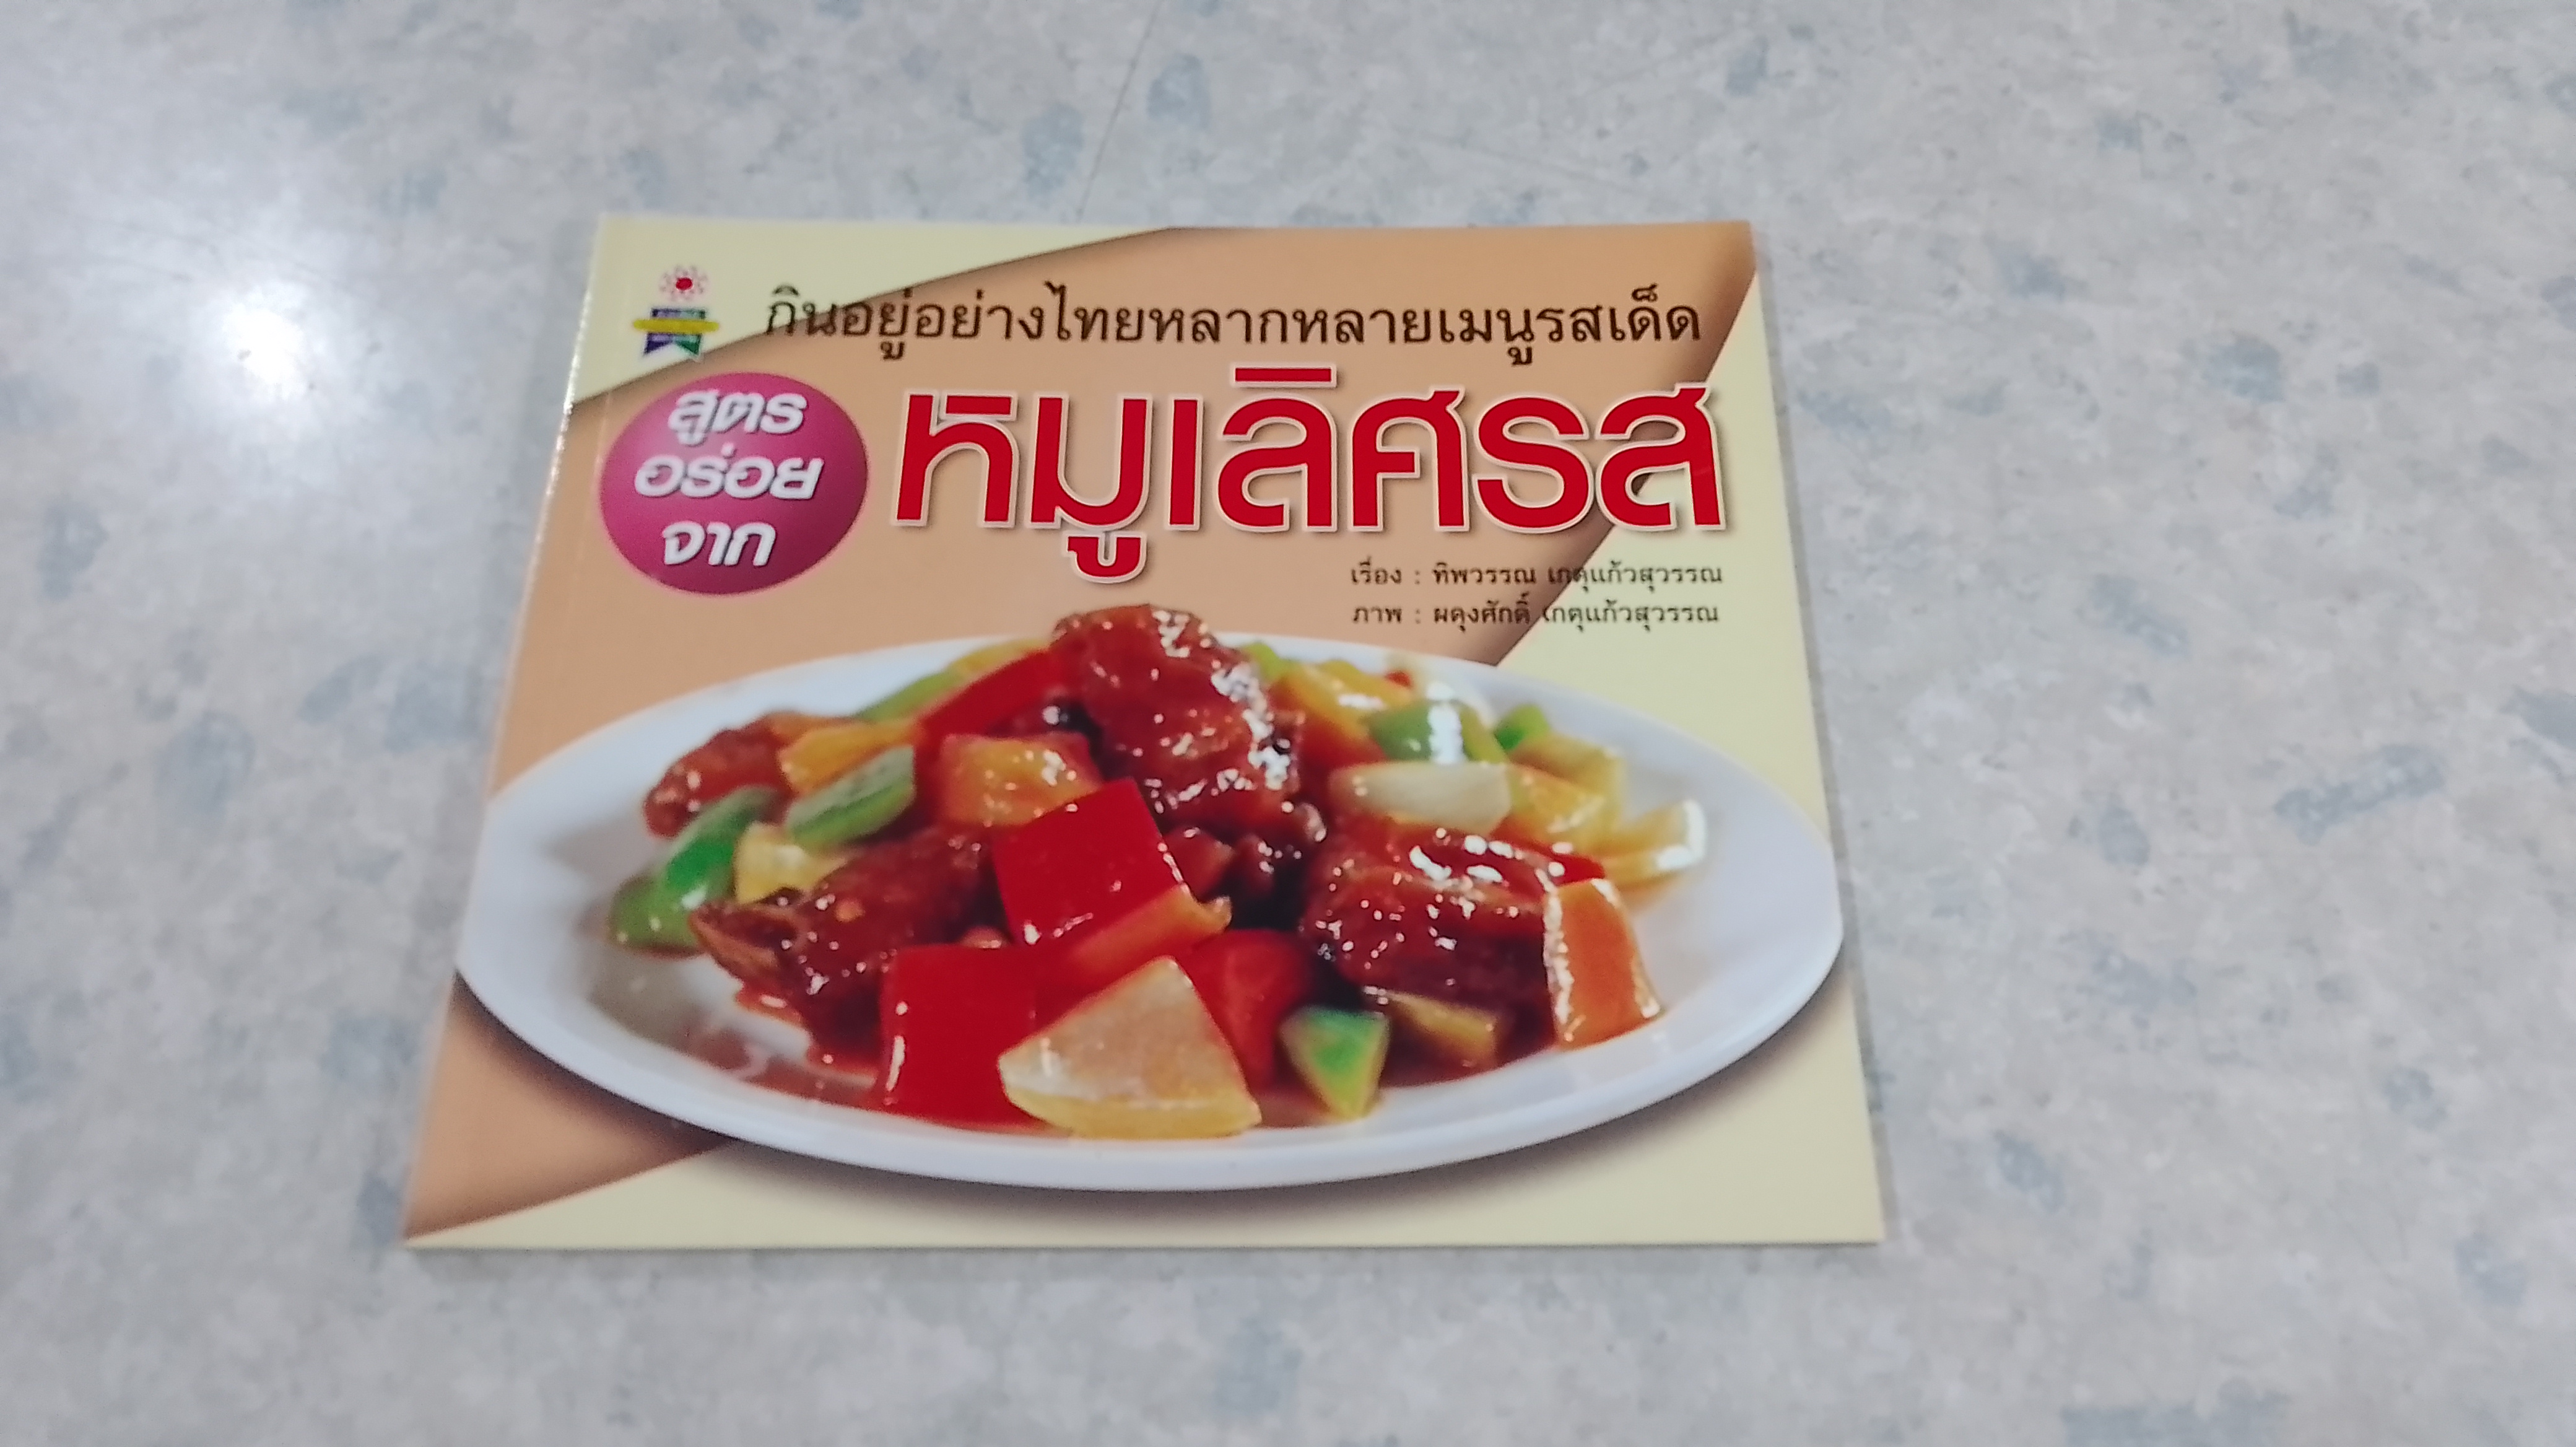 กินอยู่อย่างไทยหลากหลายเมนูรสเด็ด
สูตร
อร่อย
จาก
หมูเลิศรส
เรื่อง : ทิพวรรณ เกตุแก้วสุวรรณ
ภาพ : ผดุงศักดิ์ เกตุแก้วสุวรรณ